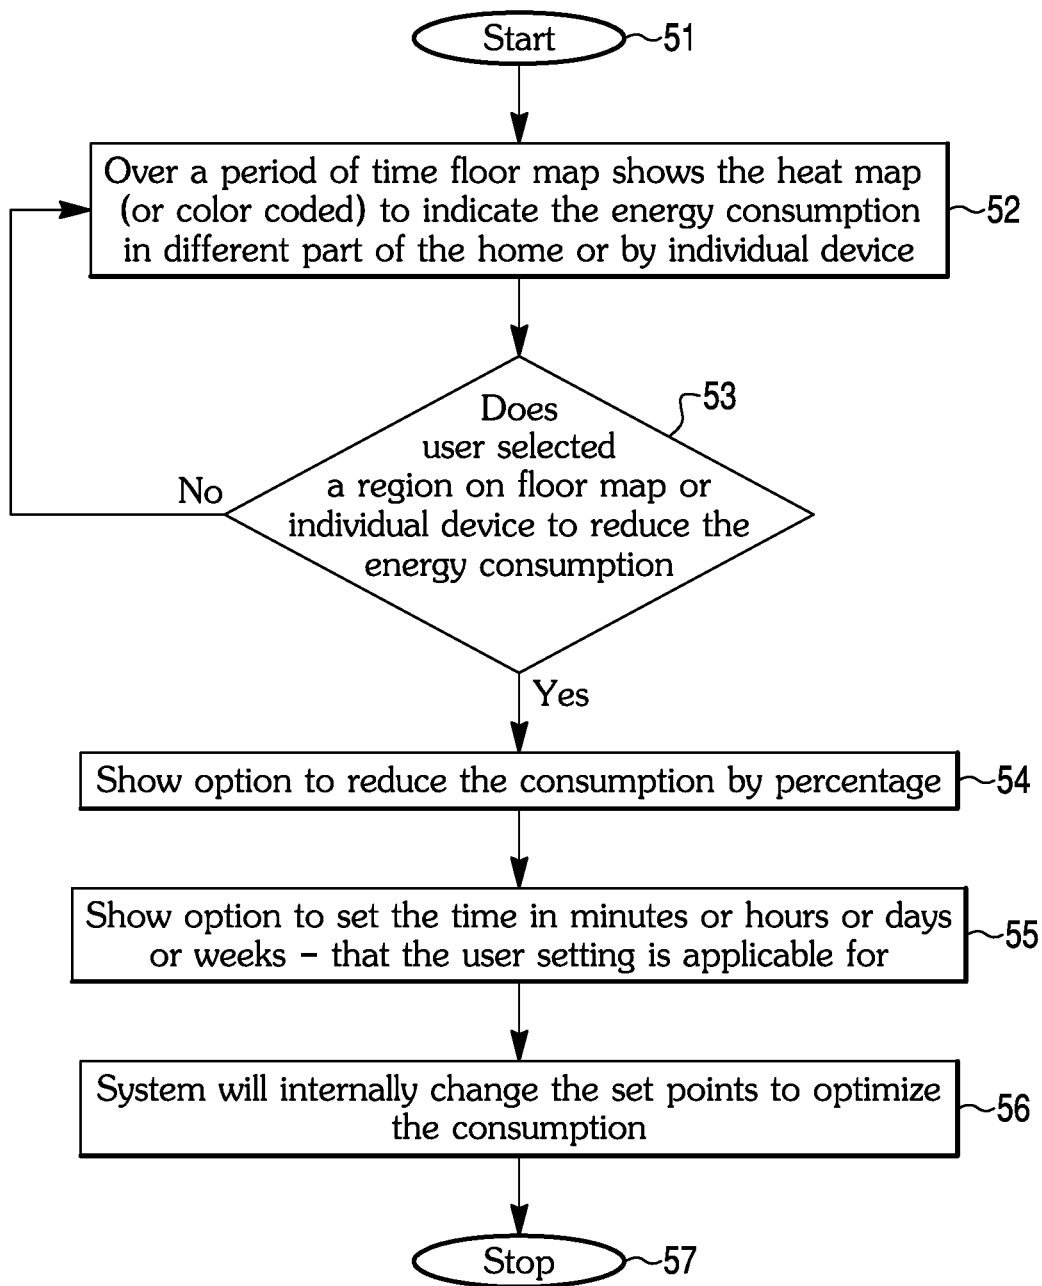 Start
51
Over a period of time floor map shows the heat map
(or color coded) to indicate the energy consumption
in different part of the home or by individual device
52
53
Does
user selected
a region on floor map or
individual device to reduce the
energy consumption
No
Yes
Show option to reduce the consumption by percentage
54
Show option to set the time in minutes or hours or days
or weeks – that the user setting is applicable for
55
System will internally change the set points to optimize
the consumption
56
Stop
57